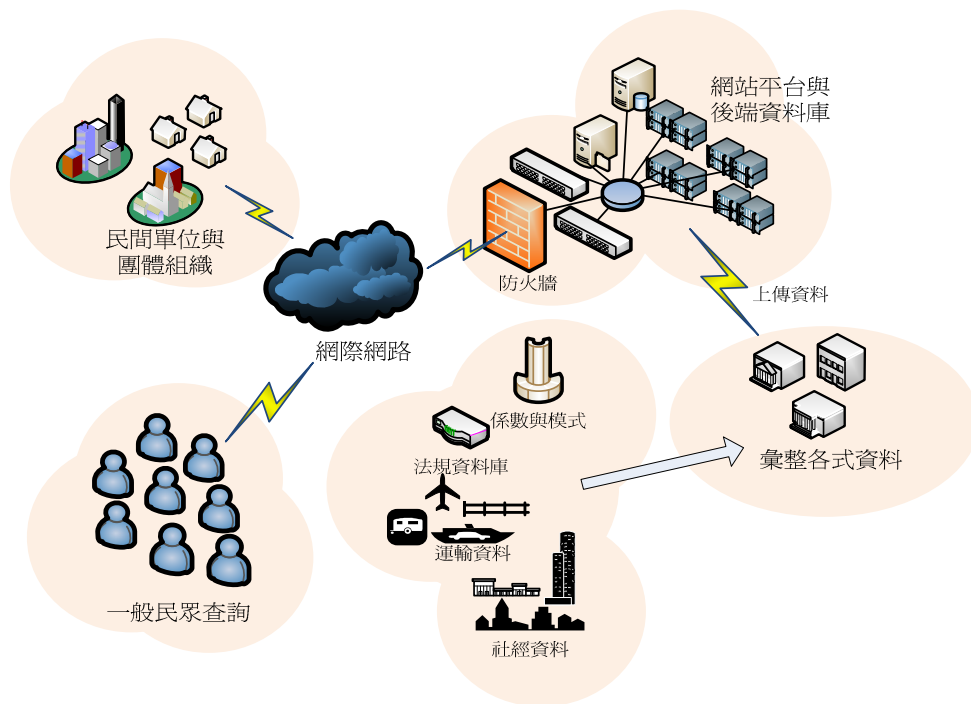 網站平台與
後端資料庫
民間單位與
團體組織
防火牆
上傳資料
網際網路
係數與模式
法規資料庫
彙整各式資料
運輸資料
一般民眾查詢
社經資料